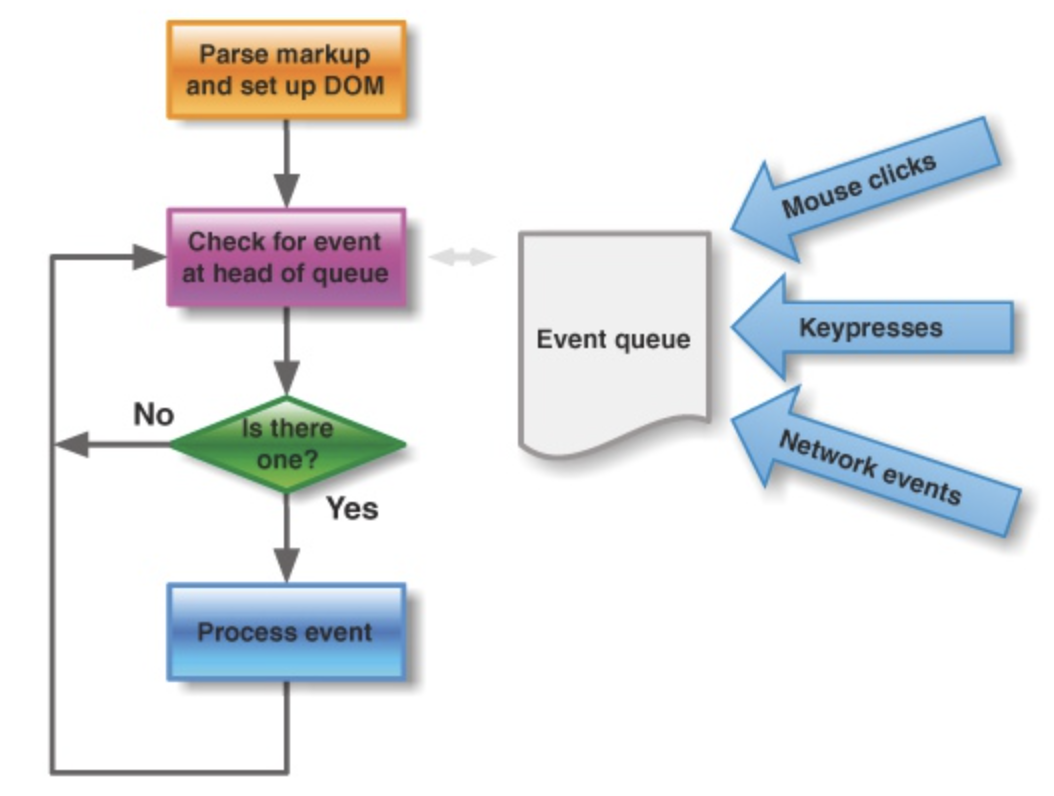 Parse markup
and set up DOM
Check for event
at head of queue
Is there
one?
No
Yes
Process event
Event queue
Mouse clicks
Keypresses
Network events